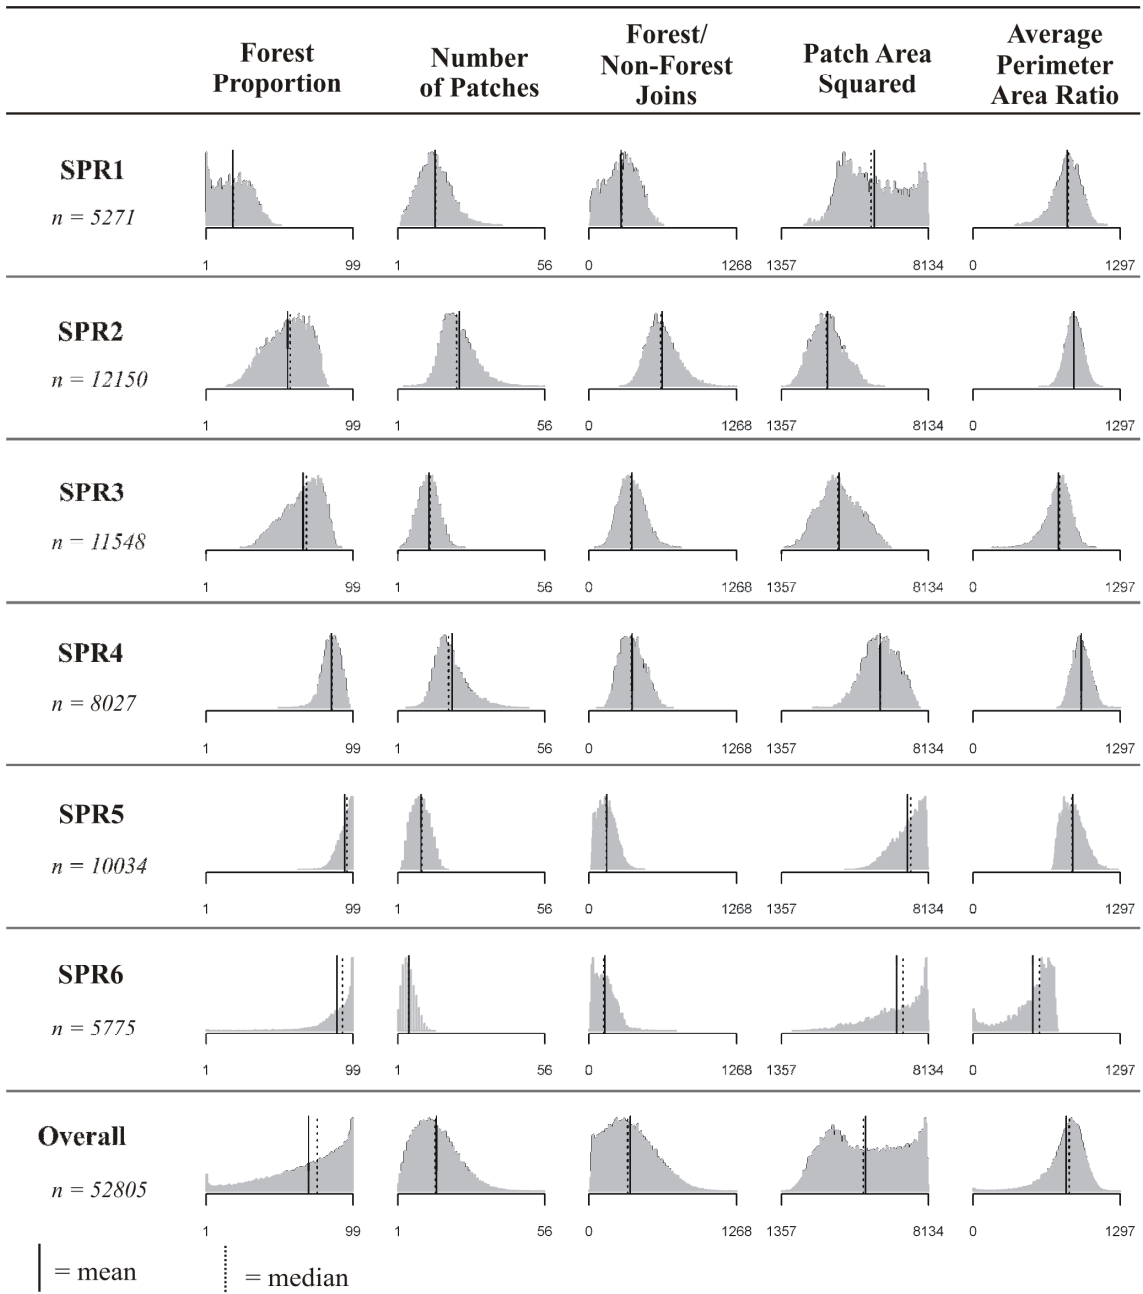 Forest Proportion
Number of Patches
Forest/ Non-Forest Joins
Patch Area Squared
Average Perimeter Area Ratio
SPR1
n = 5271
1 99 1 56 0 1268 1357 8134 0 1297
SPR2
n = 12150
1 99 1 56 0 1268 1357 8134 0 1297
SPR3
n = 11548
1 99 1 56 0 1268 1357 8134 0 1297
SPR4
n = 8027
1 99 1 56 0 1268 1357 8134 0 1297
SPR5
n = 10034
1 99 1 56 0 1268 1357 8134 0 1297
SPR6
n = 5775
1 99 1 56 0 1268 1357 8134 0 1297
Overall
n = 52805
1 99 1 56 0 1268 1357 8134 0 1297
= mean
= median